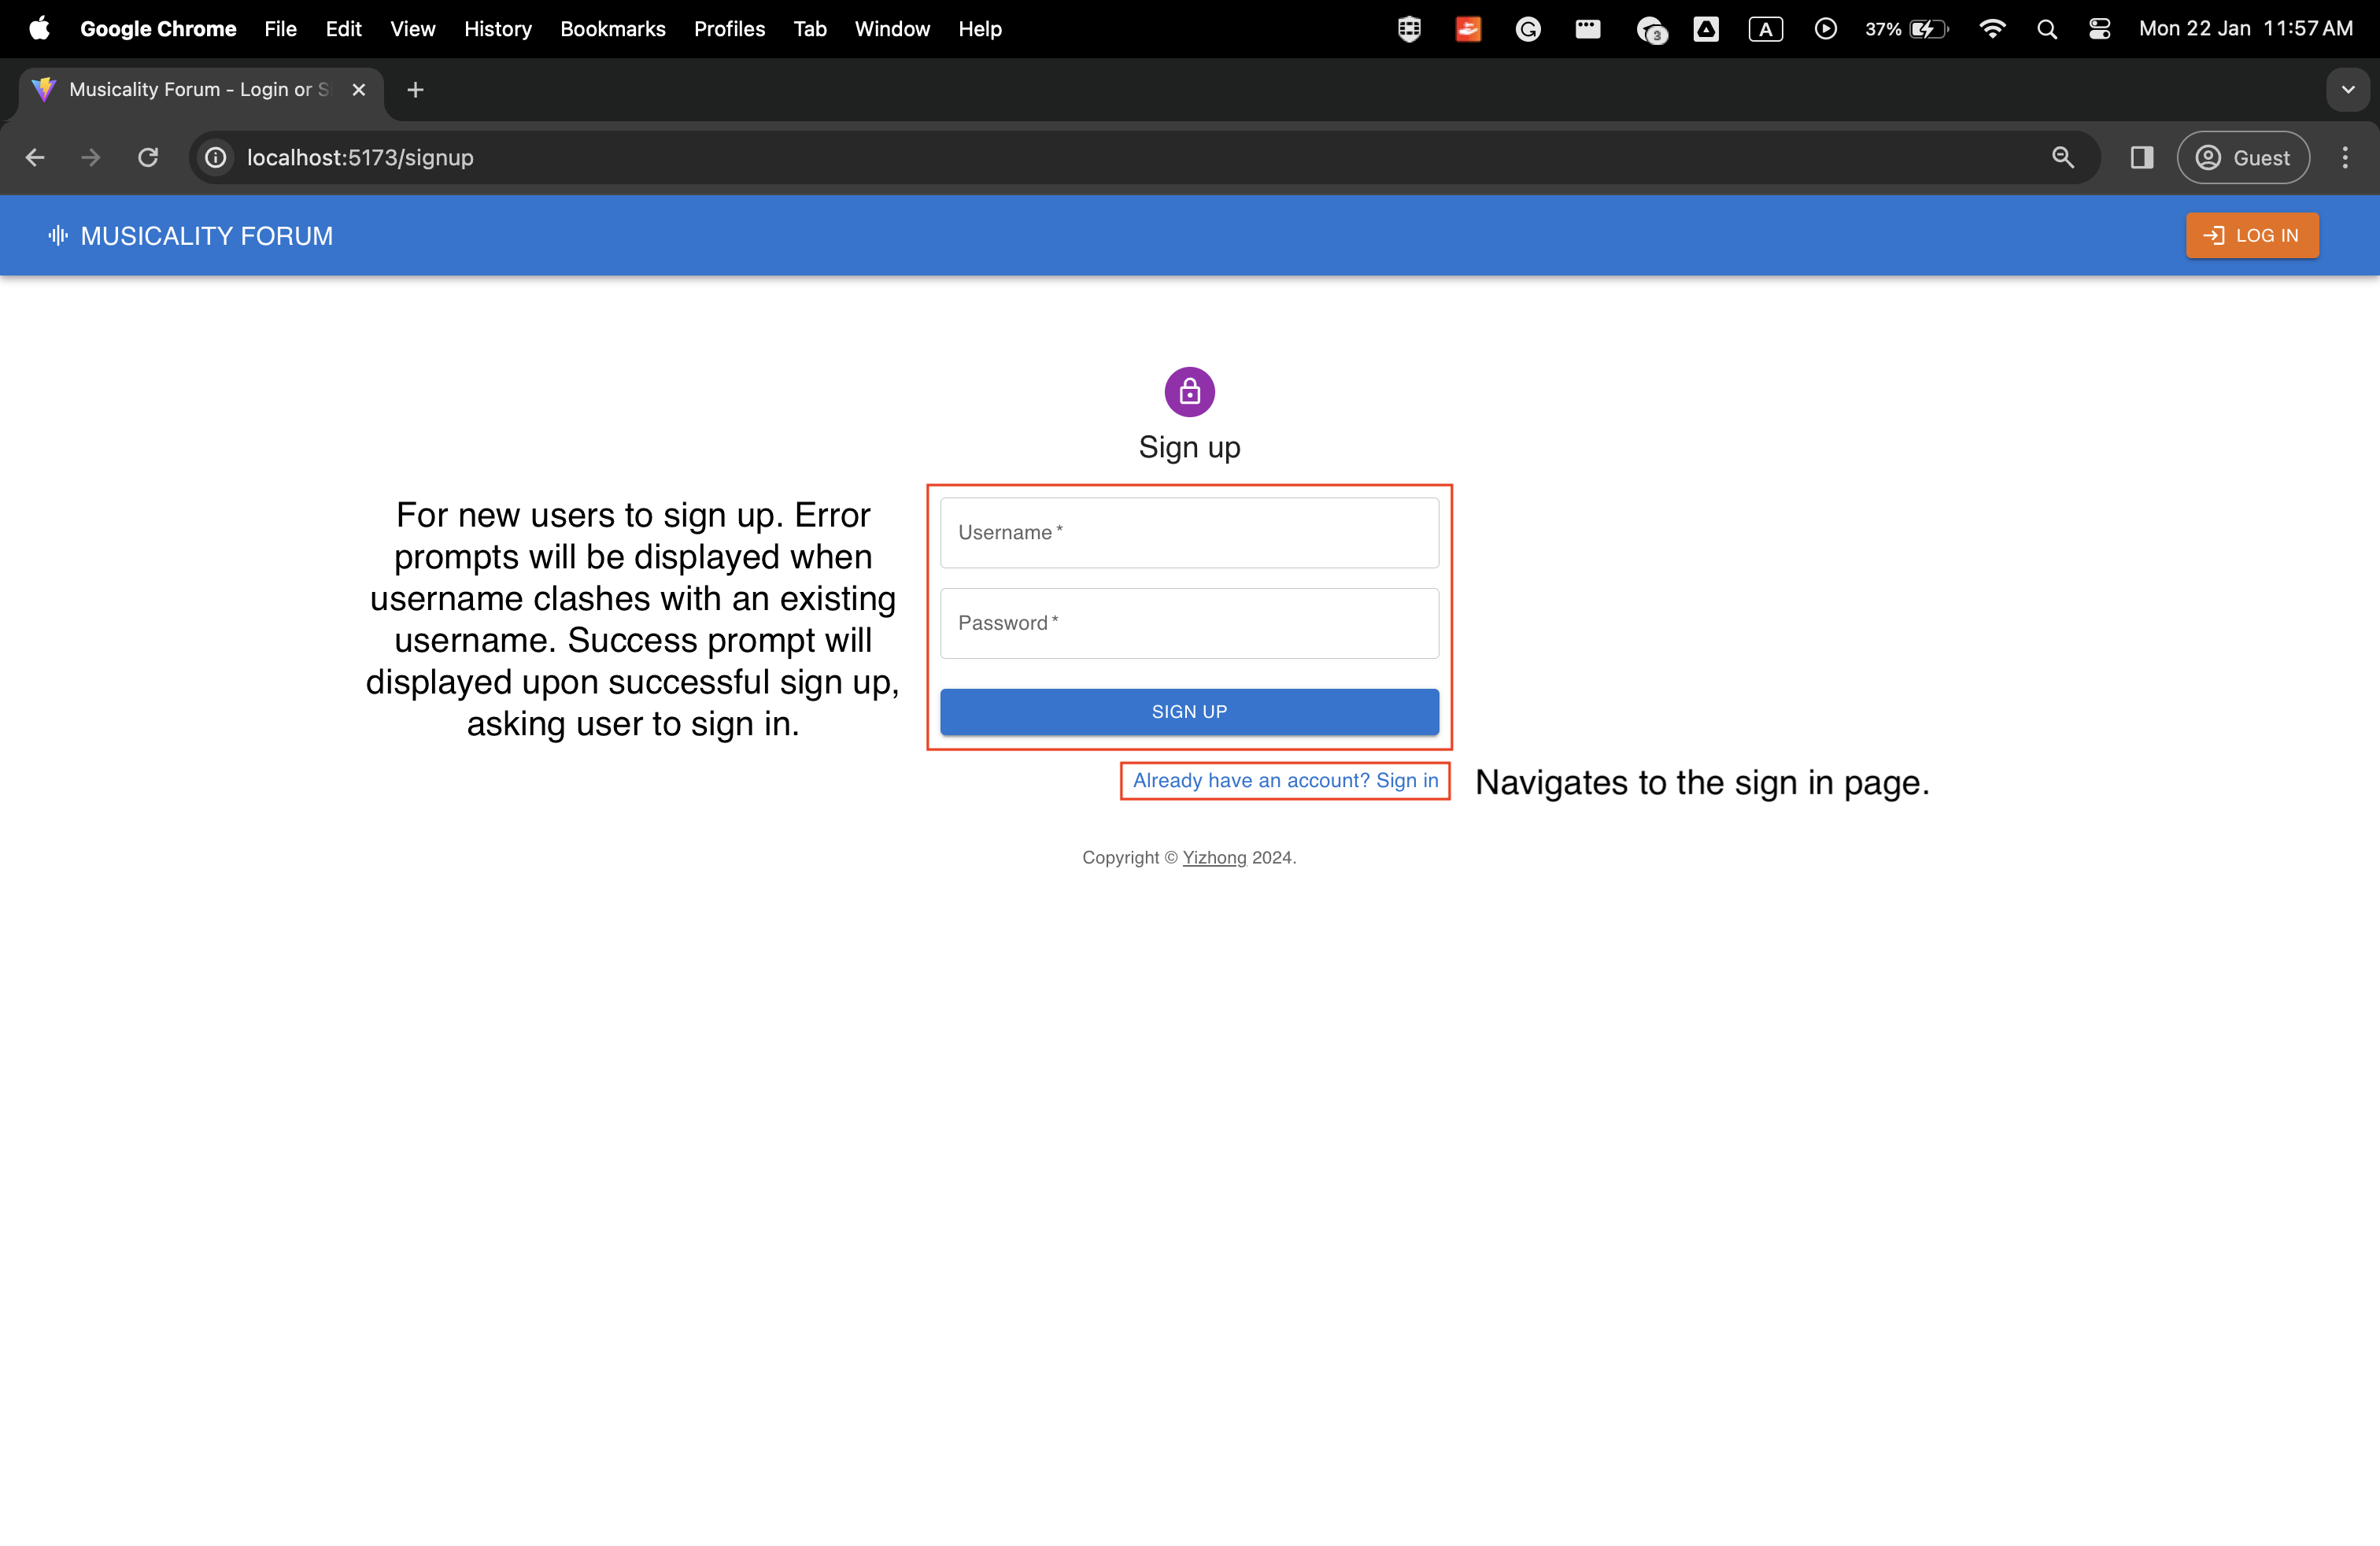 Google Chrome File Edit View History Bookmarks Profiles Tab Window Help 3 A 37% Mon 22 Jan 11:57 AM
Musicality Forum - Login or S
localhost:5173/signup Guest
MUSICALITY FORUM LOG IN
Sign up
For new users to sign up. Error
prompts will be displayed when
username clashes with an existing
username. Success prompt will
displayed upon successful sign up,
asking user to sign in.
Username *
Password *
SIGN UP
Already have an account? Sign in
Navigates to the sign in page.
Copyright © Yizhong 2024.